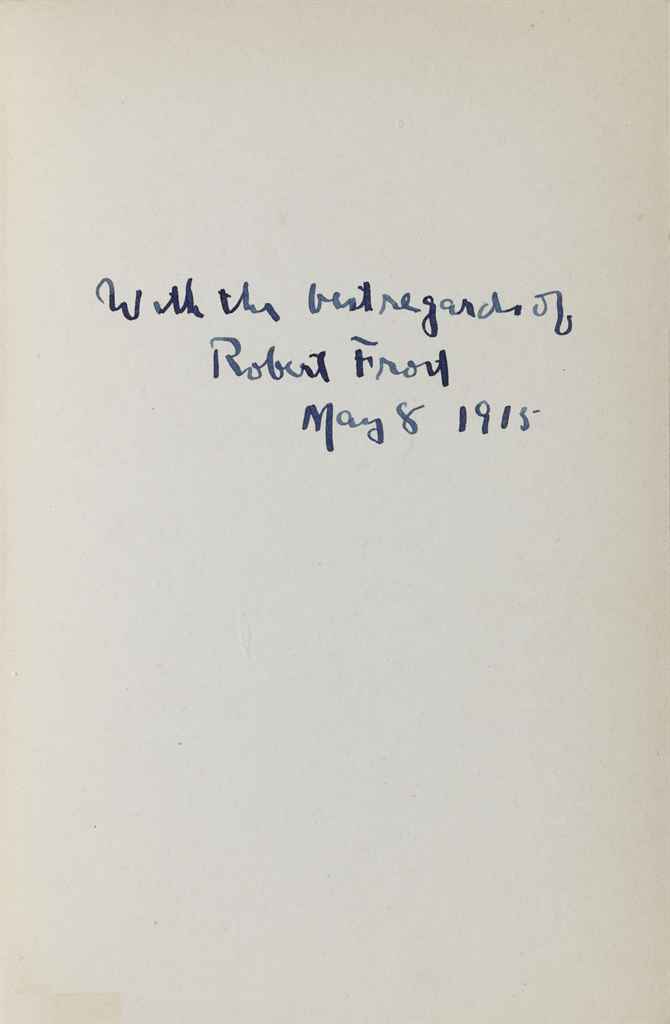 With the best regards of
Robert Frost
May 8 1915